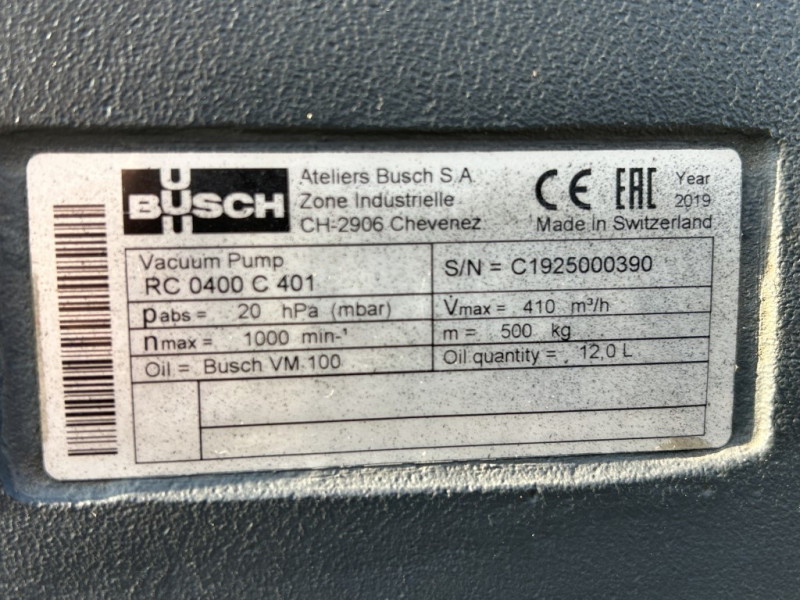 BUSCH
Ateliers Busch S.A.
Zone Industrielle
CH-2906 Chevenez
CE EAC Year
2019
Made in Switzerland
Vacuum Pump
RC 0400 C 401
S/N = C1925000390
pabs = 20 hPa (mbar)
V̇max = 410 m³/h
nmax = 1000 min-¹
m = 500 kg
Oil = Busch VM 100
Oil quantity = 12,0 L